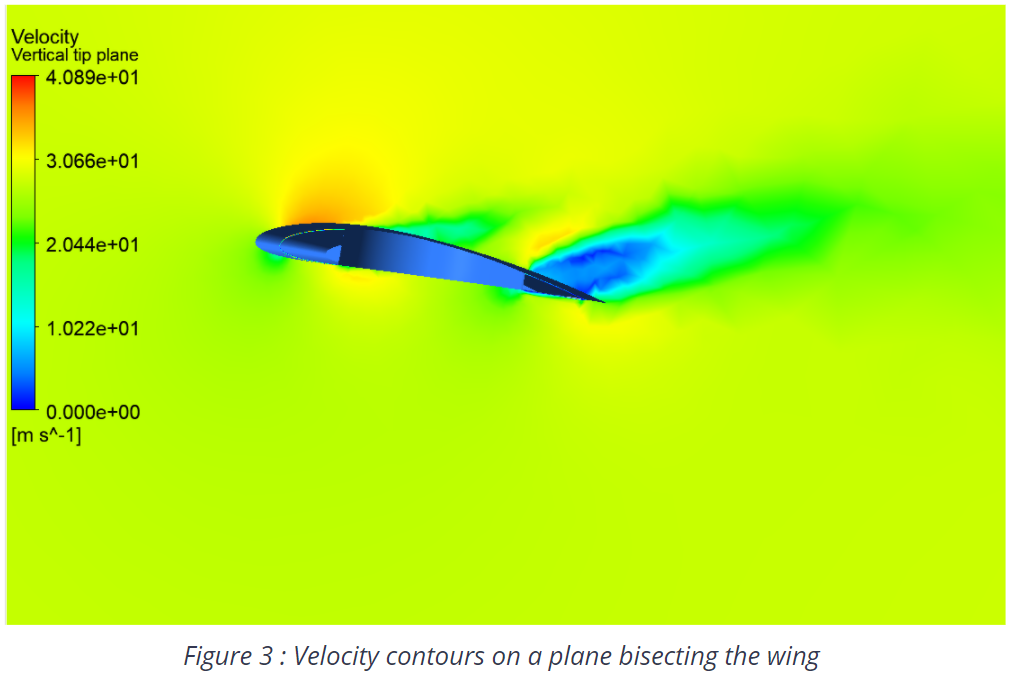 Velocity
Vertical tip plane
4.089e+01
3.066e+01
2.044e+01
1.022e+01
0.000e+00
[m s^-1]
Figure 3 : Velocity contours on a plane bisecting the wing